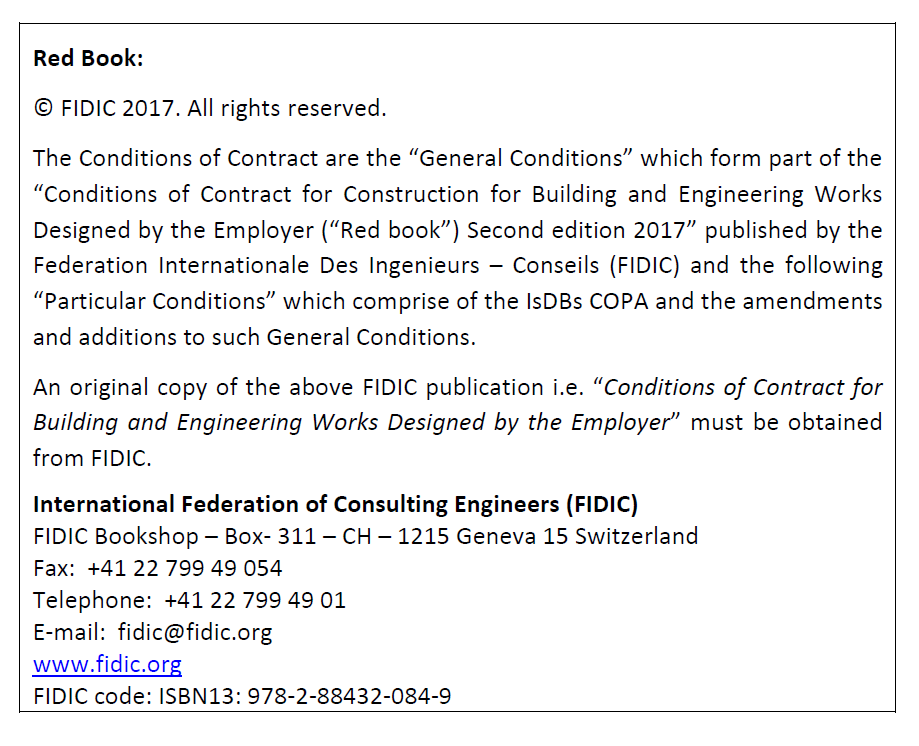 Red Book:
© FIDIC 2017. All rights reserved.
The Conditions of Contract are the “General Conditions” which form part of the
“Conditions of Contract for Construction for Building and Engineering Works
Designed by the Employer (“Red book”) Second edition 2017” published by the
Federation Internationale Des Ingenieurs – Conseils (FIDIC) and the following
“Particular Conditions” which comprise of the IsDBs COPA and the amendments
and additions to such General Conditions.
An original copy of the above FIDIC publication i.e. “Conditions of Contract for
Building and Engineering Works Designed by the Employer” must be obtained
from FIDIC.
International Federation of Consulting Engineers (FIDIC)
FIDIC Bookshop – Box- 311 – CH – 1215 Geneva 15 Switzerland
Fax:  +41 22 799 49 054
Telephone:  +41 22 799 49 01
E-mail:  fidic@fidic.org
www.fidic.org
FIDIC code: ISBN13: 978-2-88432-084-9